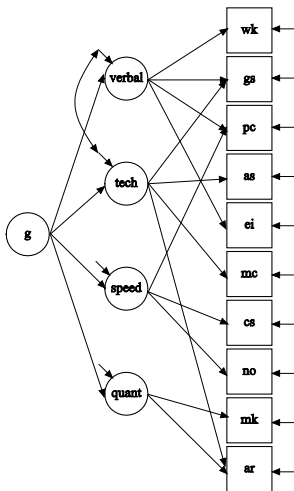 wk
verbal
gs
pc
tech
as
ei
g
mc
speed
cs
no
quant
mk
ar